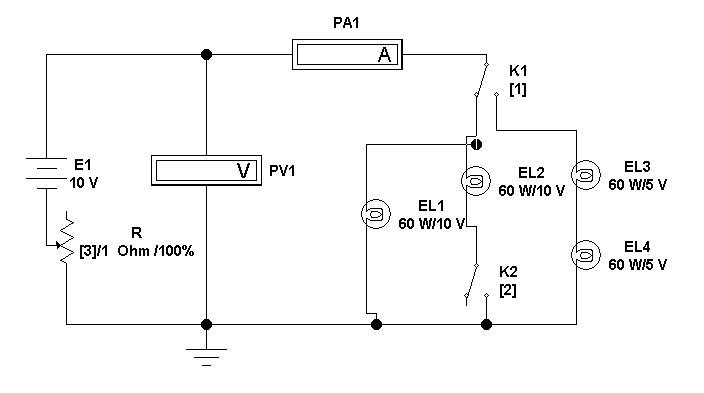 PA1
A
K1
[1]
E1
10 V
V
PV1
EL2
60 W/10 V
EL3
60 W/5 V
EL1
60 W/10 V
R
[3]/1 Ohm /100%
EL4
60 W/5 V
K2
[2]